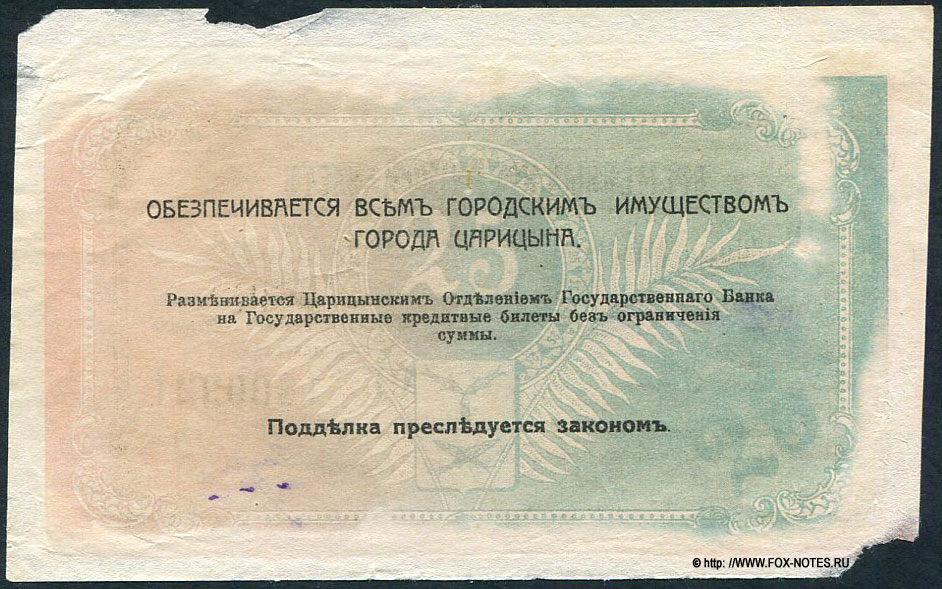 ОБЕЗПЕЧИВАЕТСЯ ВСѢМЪ ГОРОДСКИМЪ ИМУЩЕСТВОМЪ
ГОРОДА ЦАРИЦЫНА.
Размѣнивается Царицынскимъ Отдѣленіемъ Государственнаго Банка
на Государственные кредитные билеты безъ ограниченія
суммы.
Поддѣлка преслѣдуется закономъ.
© http: //WWW.FOX-NOTES.RU